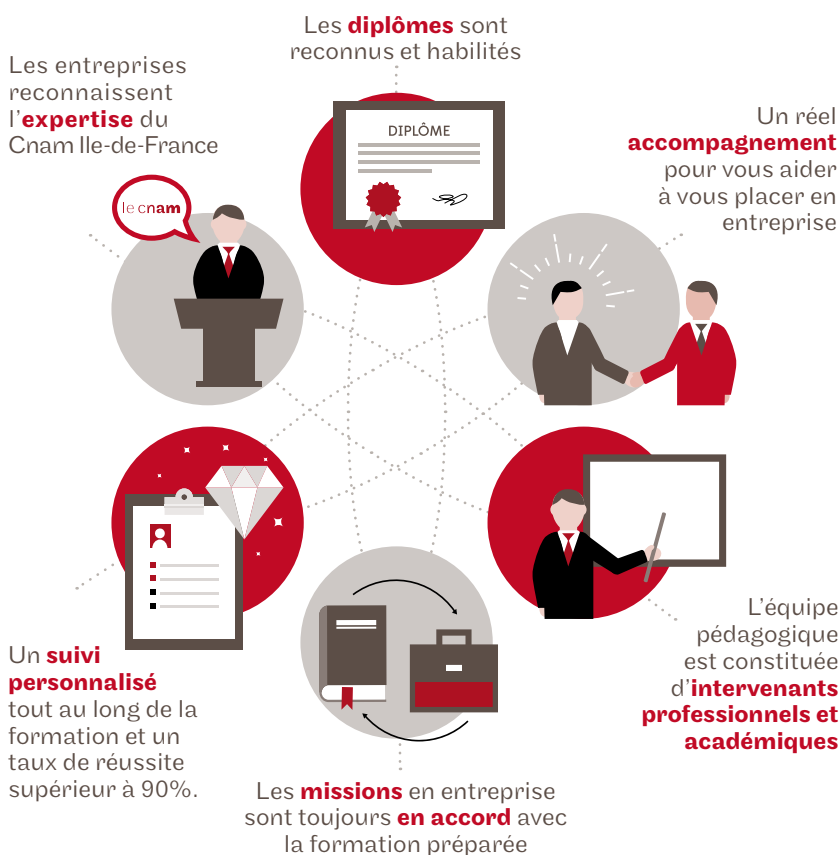 Les diplômes sont
reconnus et habilités
Les entreprises
reconnaissent
l'expertise du
Cnam Ile-de-France
le cnam
DIPLÔME
Un réel
accompagnement
pour vous aider
à vous placer en
entreprise
Un suivi
personnalisé
tout au long de la
formation et un
taux de réussite
supérieur à 90%.
L'équipe
pédagogique
est constituée
d'intervenants
professionnels et
académiques
Les missions en entreprise
sont toujours en accord avec
la formation préparée